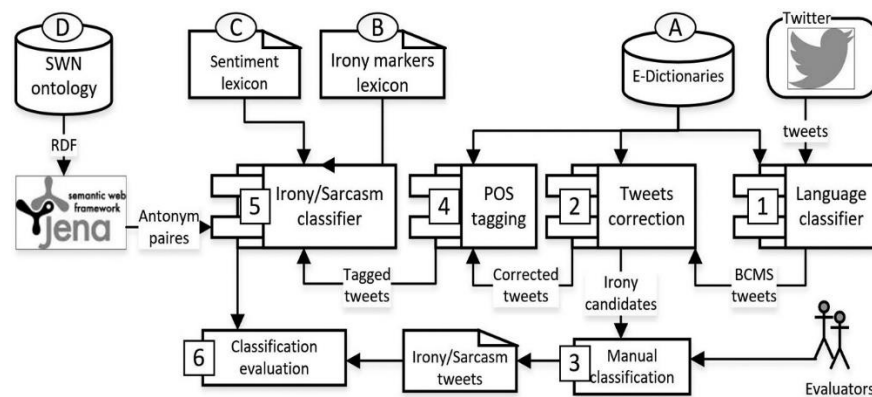 D
SWN
ontology
C
Sentiment
lexicon
B
Irony markers
lexicon
A
E-Dictionaries
Twitter
RDF
tweets
semantic web
framework
jena
Antonym
paires
5
Irony/Sarcasm
classifier
4
POS
tagging
2
Tweets
correction
1
Language
classifier
Tagged
tweets
Corrected
tweets
Irony
candidates
BCMS
tweets
6
Classification
evaluation
Irony/Sarcasm
tweets
3
Manual
classification
Evaluators